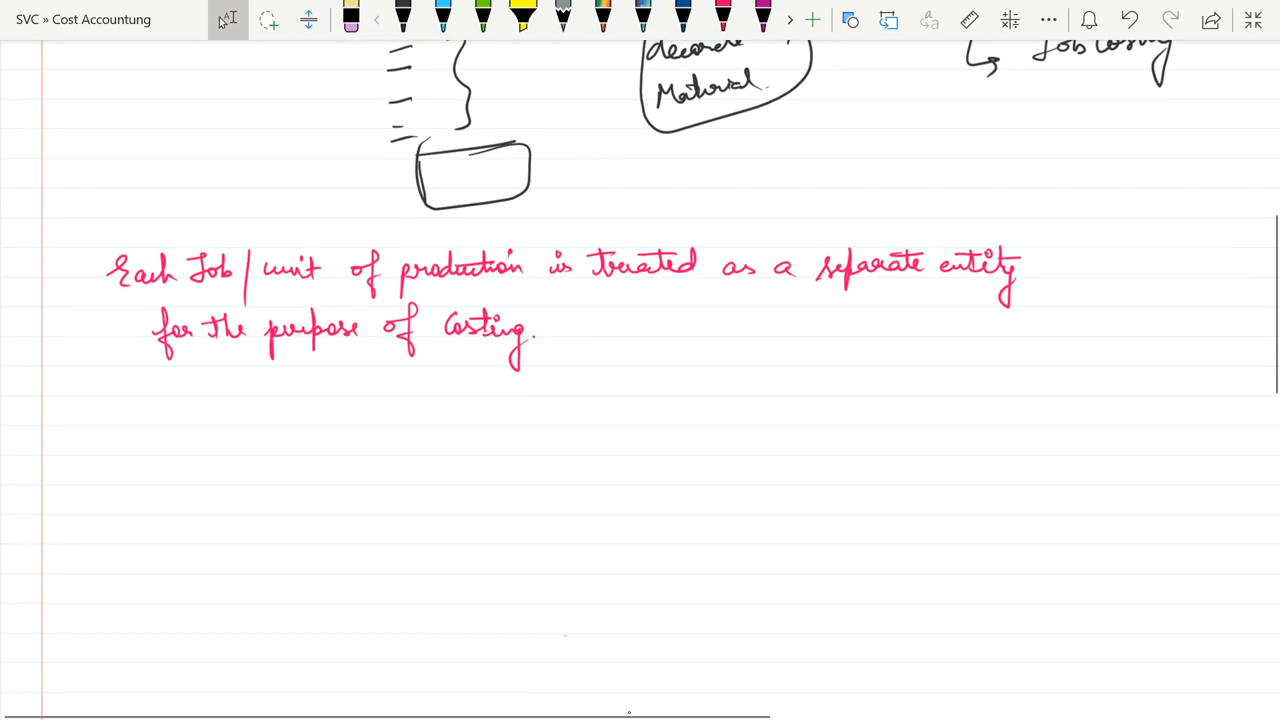 SVC » Cost Accountung
decorate
Material
Job Costing
Each Job/unit of production is treated as a separate entity
for the purpose of Costing.